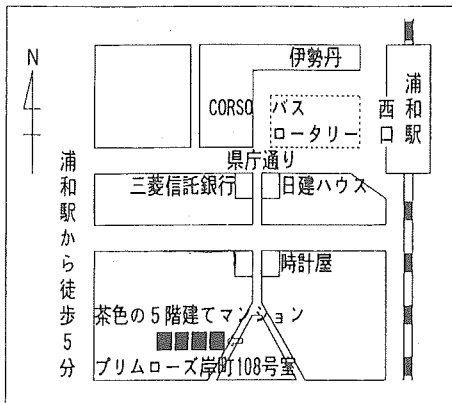 N
伊勢丹
CORSO
バス
ロータリー
浦和駅
西口
県庁通り
三菱信託銀行
日建ハウス
浦和駅から徒歩5分
時計屋
茶色の5階建てマンション
プリムローズ岸町108号室